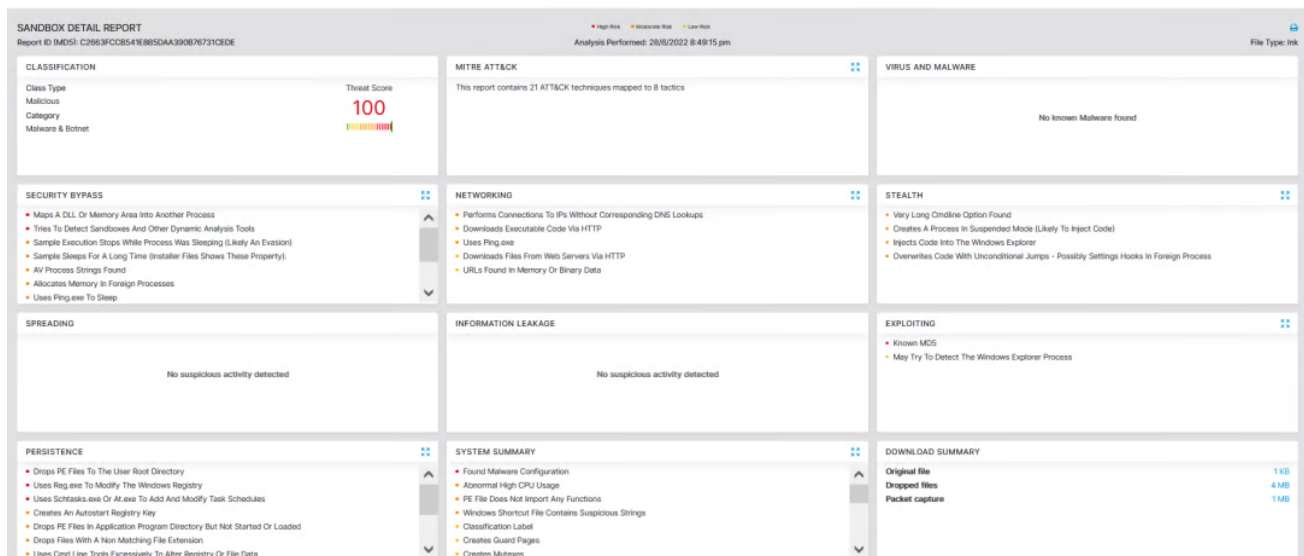 SANDBOX DETAIL REPORT
High Risk Moderate Risk Low Risk
Report ID (MD5): C2663FCCB541E8B5DAA390B76731CEDE
Analysis Performed: 28/6/2022 8:49:15 pm
File Type: lnk
CLASSIFICATION
Class Type
Malicious
Category
Malware & Botnet
Threat Score
100
MITRE ATT&CK
This report contains 21 ATT&CK techniques mapped to 8 tactics
VIRUS AND MALWARE
No known Malware found
SECURITY BYPASS
Maps A DLL Or Memory Area Into Another Process
Tries To Detect Sandboxes And Other Dynamic Analysis Tools
Sample Execution Stops While Process Was Sleeping (Likely An Evasion)
Sample Sleeps For A Long Time (Installer Files Shows These Property).
AV Process Strings Found
Allocates Memory In Foreign Processes
Uses Ping.exe To Sleep
NETWORKING
Performs Connections To IPs Without Corresponding DNS Lookups
Downloads Executable Code Via HTTP
Uses Ping.exe
Downloads Files From Web Servers Via HTTP
URLs Found In Memory Or Binary Data
STEALTH
Very Long Cmdline Option Found
Creates A Process In Suspended Mode (Likely To Inject Code)
Injects Code Into The Windows Explorer
Overwrites Code With Unconditional Jumps - Possibly Settings Hooks In Foreign Process
SPREADING
No suspicious activity detected
INFORMATION LEAKAGE
No suspicious activity detected
EXPLOITING
Known MD5
May Try To Detect The Windows Explorer Process
PERSISTENCE
Drops PE Files To The User Root Directory
Uses Reg.exe To Modify The Windows Registry
Uses Schtasks.exe Or At.exe To Add And Modify Task Schedules
Creates An Autostart Registry Key
Drops PE Files In Application Program Directory But Not Started Or Loaded
Drops Files With A Non Matching File Extension
Uses Cmd Line Tools Excessively To Alter Registry Or File Data
SYSTEM SUMMARY
Found Malware Configuration
Abnormal High CPU Usage
PE File Does Not Import Any Functions
Windows Shortcut File Contains Suspicious Strings
Classification Label
Creates Guard Pages
Creates Mutexes
DOWNLOAD SUMMARY
Original file 1 KB
Dropped files 4 MB
Packet capture 1 MB